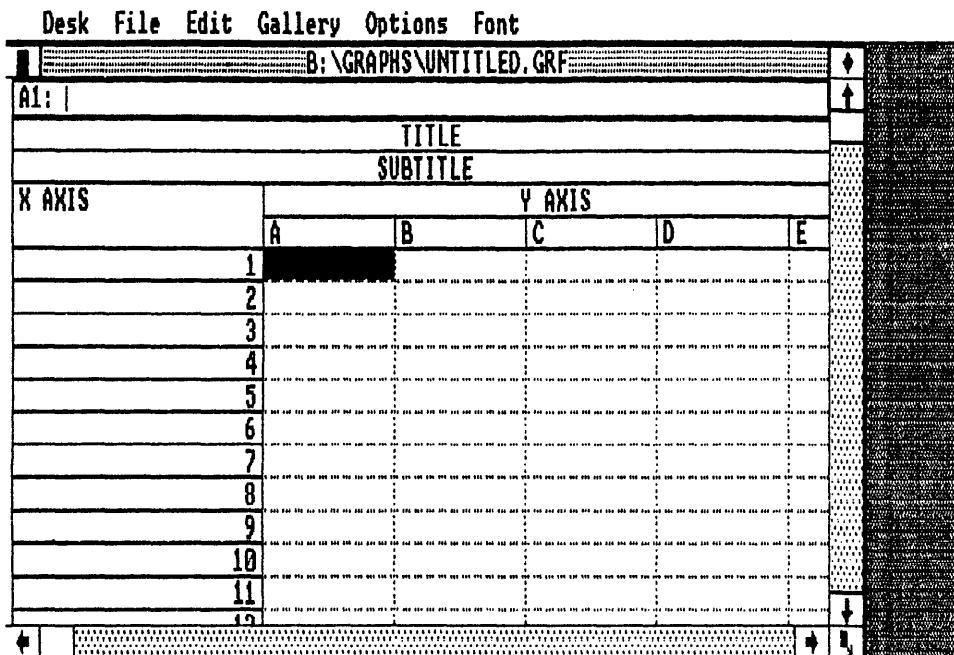 Desk File Edit Gallery Options Font
B:\GRAPHS\UNTITLED.GRF
A1:
TITLE
SUBTITLE
X AXIS Y AXIS
A B C D E
1
2
3
4
5
6
7
8
9
10
11
12